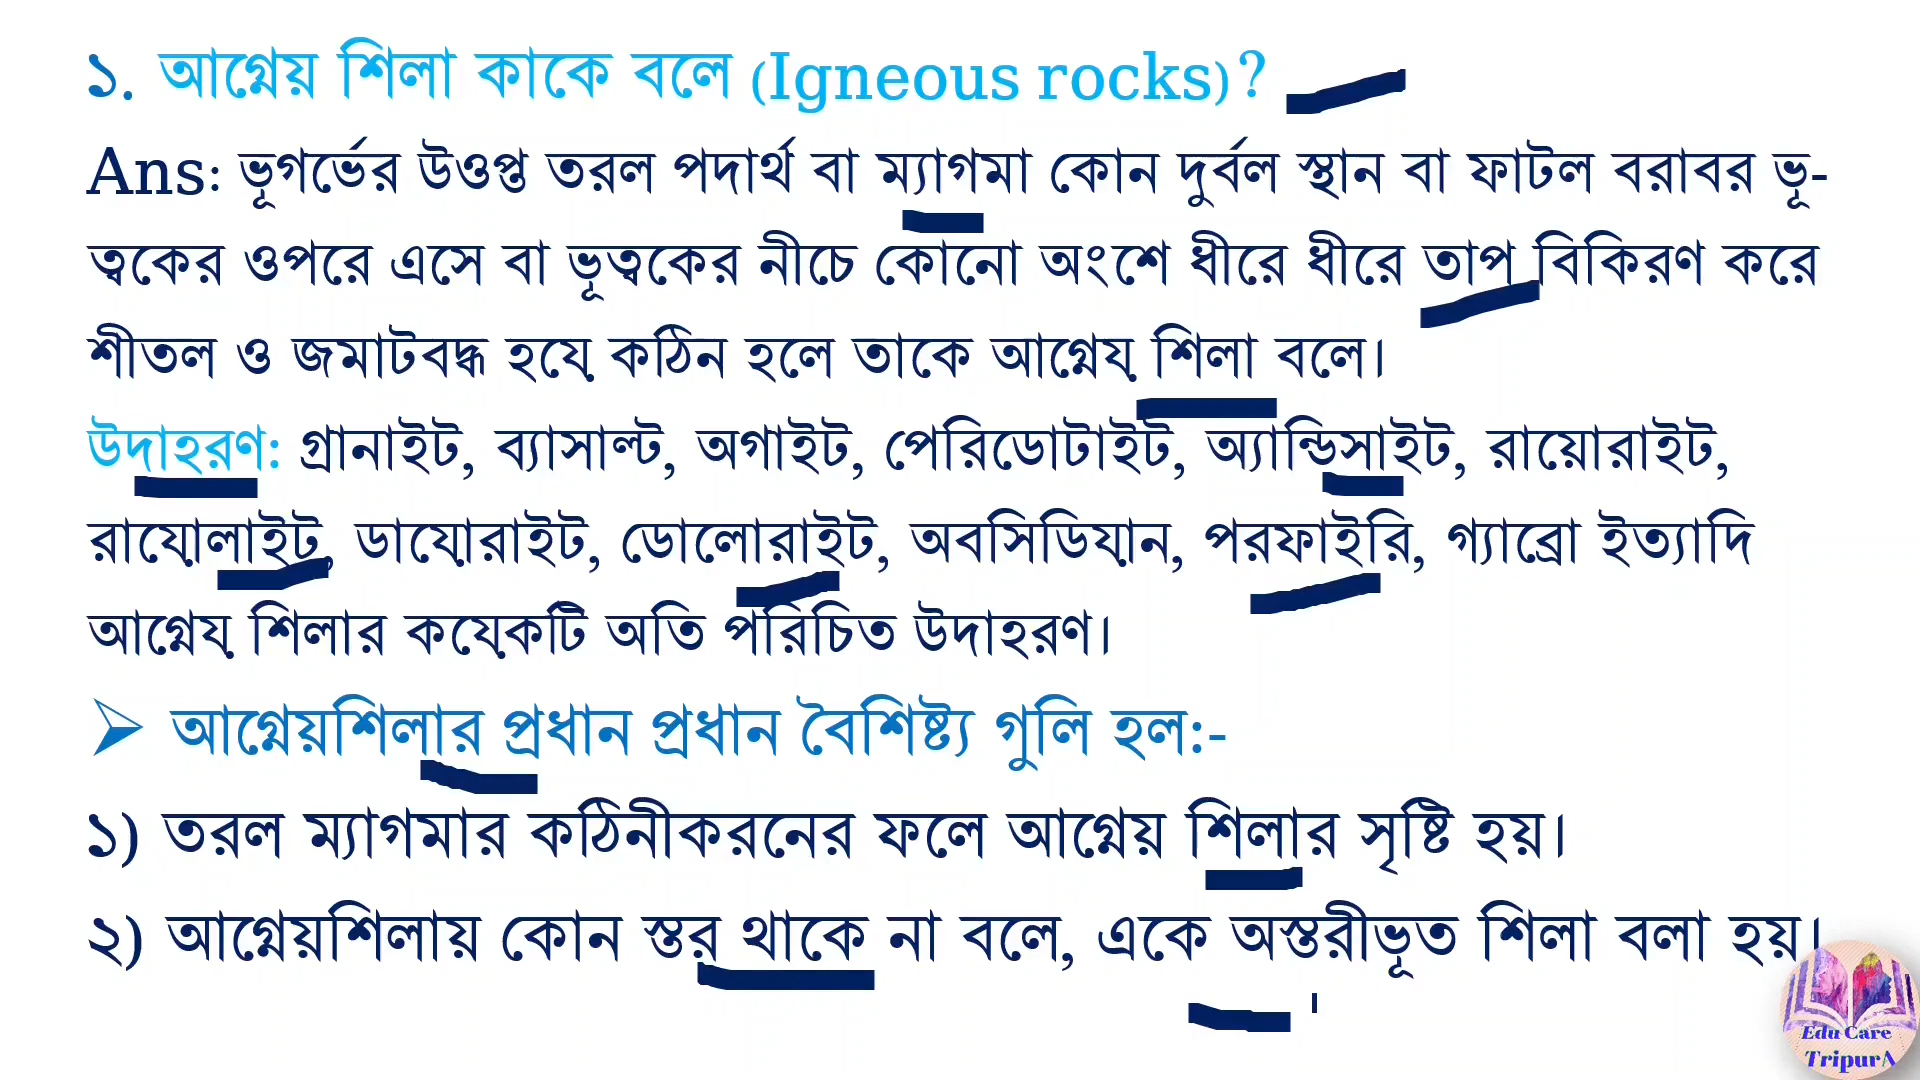 ১. আগ্নেয় শিলা কাকে বলে (Igneous rocks)?
Ans: ভূগর্ভের উওপ্ত তরল পদার্থ বা ম্যাগমা কোন দুর্বল স্থান বা ফাটল বরাবর ভূ-
ত্বকের ওপরে এসে বা ভূত্বকের নীচে কোনো অংশে ধীরে ধীরে তাপ বিকিরণ করে
শীতল ও জমাটবদ্ধ হয়ে কঠিন হলে তাকে আগ্নেয় শিলা বলে।
উদাহরণ: গ্রানাইট, ব্যাসাল্ট, অগাইট, পেরিডোটাইট, অ্যান্ডিসাইট, রায়োরাইট,
রায়োলাইট, ডায়োরাইট, ডোলোরাইট, অবসিডিয়ান, পরফাইরি, গ্যাব্রো ইত্যাদি
আগ্নেয় শিলার কয়েকটি অতি পরিচিত উদাহরণ।
আগ্নেয়শিলার প্রধান প্রধান বৈশিষ্ট্য গুলি হল:-
১) তরল ম্যাগমার কঠিনীকরনের ফলে আগ্নেয় শিলার সৃষ্টি হয়।
২) আগ্নেয়শিলায় কোন স্তর থাকে না বলে, একে অস্তরীভূত শিলা বলা হয়।
Edu Care
TripurA